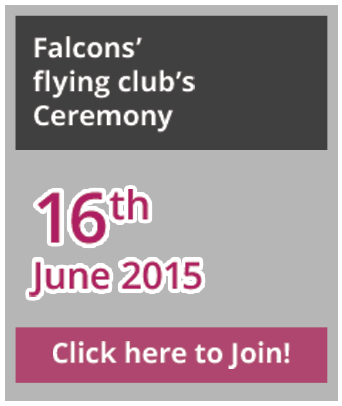 Falcons’
flying club’s
Ceremony
16th
June 2015
Click here to Join!